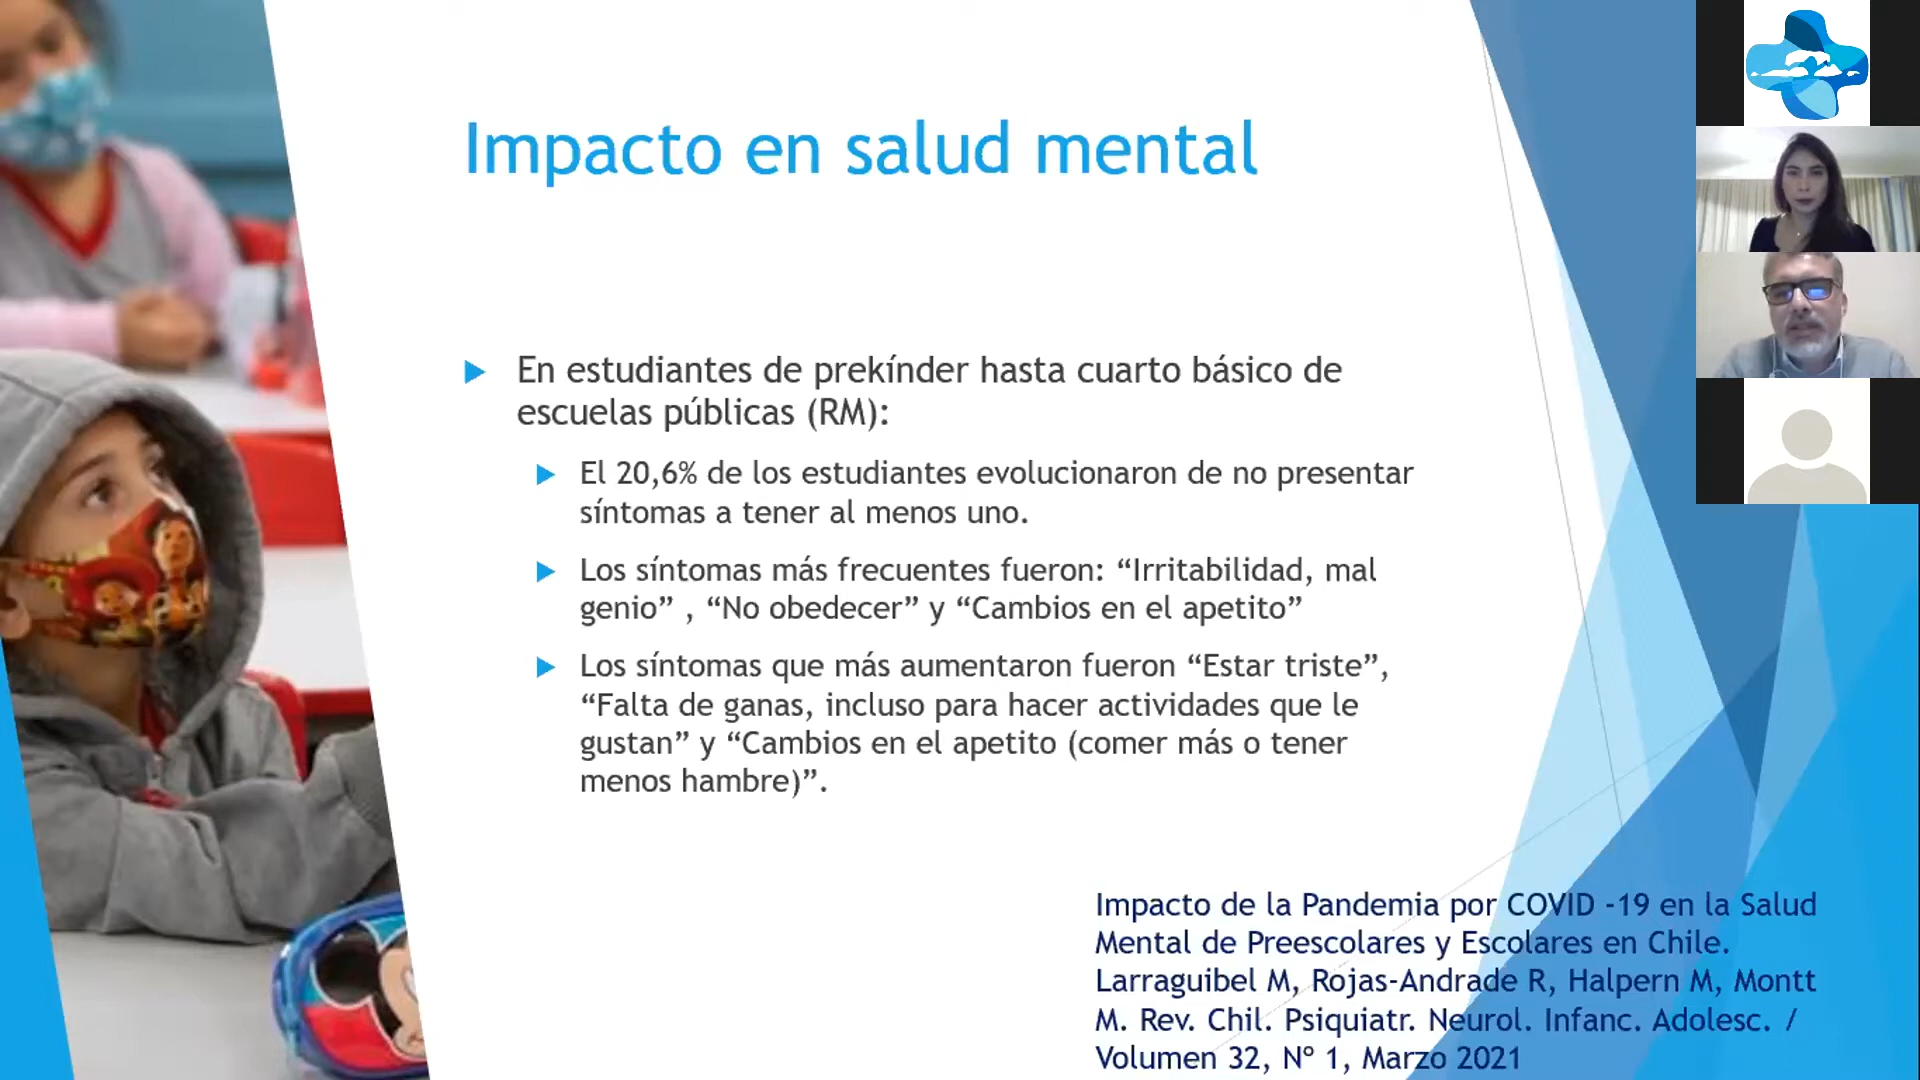 Impacto en salud mental
En estudiantes de prekínder hasta cuarto básico de
escuelas públicas (RM):
El 20,6% de los estudiantes evolucionaron de no presentar
síntomas a tener al menos uno.
Los síntomas más frecuentes fueron: “Irritabilidad, mal
genio” , “No obedecer” y “Cambios en el apetito”
Los síntomas que más aumentaron fueron “Estar triste”,
“Falta de ganas, incluso para hacer actividades que le
gustan” y “Cambios en el apetito (comer más o tener
menos hambre)”.
Impacto de la Pandemia por COVID -19 en la Salud
Mental de Preescolares y Escolares en Chile.
Larraguibel M, Rojas-Andrade R, Halpern M, Montt
M. Rev. Chil. Psiquiatr. Neurol. Infanc. Adolesc. /
Volumen 32, Nº 1, Marzo 2021